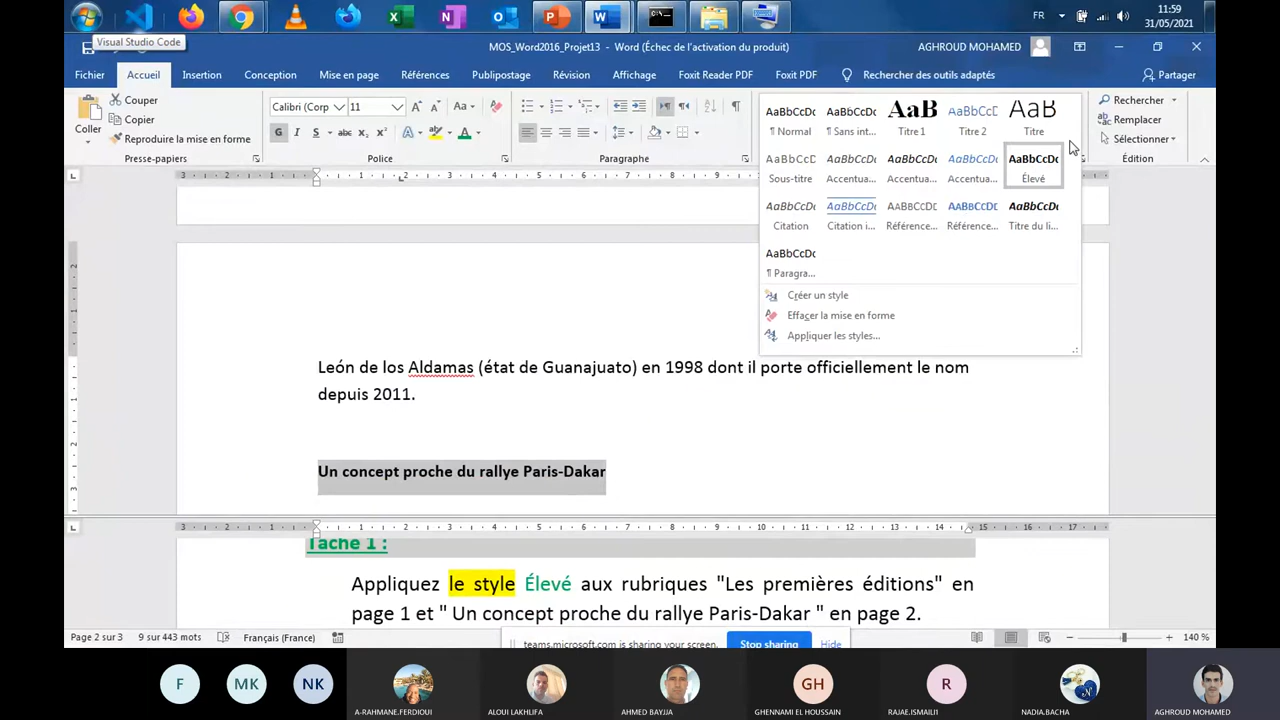 FR
11:59
31/05/2021
Visual Studio Code
MOS_Word2016_Projet13 - Word (Échec de l'activation du produit)
AGHROUD MOHAMED
Fichier Accueil Insertion Conception Mise en page Références Publipostage Révision Affichage Foxit Reader PDF Foxit PDF Rechercher des outils adaptés Partager
Coller
Couper
Copier
Reproduire la mise en forme
Presse-papiers
Calibri (Corp 11
G I S abc x₂ x²
Police
Paragraphe
AaBbCcDc AaBbCcDc AaB AaBbCcD AaB
¶ Normal ¶ Sans int... Titre 1 Titre 2 Titre
AaBbCcD AaBbCcDc AaBbCcDc AaBbCcDc AaBbCcDc
Sous-titre Accentua... Accentua... Accentua... Élevé
AaBbCcDc AaBbCcDc AaBbCcDc AaBbCcDc AaBbCcDc
Citation Citation i... Référence... Référence... Titre du li...
AaBbCcDc
¶ Paragra...
Créer un style
Effacer la mise en forme
Appliquer les styles...
Rechercher
Remplacer
Sélectionner
Édition
León de los Aldamas (état de Guanajuato) en 1998 dont il porte officiellement le nom
depuis 2011.
Un concept proche du rallye Paris-Dakar
Tache 1 :
Appliquez le style Élevé aux rubriques "Les premières éditions" en
page 1 et " Un concept proche du rallye Paris-Dakar " en page 2.
Page 2 sur 3 9 sur 443 mots Français (France) 140 %
teams.microsoft.com is sharing your screen. Stop sharing Hide
F MK NK GH R
A-RAHMANE.FERDIOUI ALOUI LAKHLIFA AHMED BAYJJA GHENNAMI EL HOUSSAIN RAJAE.ISMAILI1 NADIA.BACHA AGHROUD MOHAMED